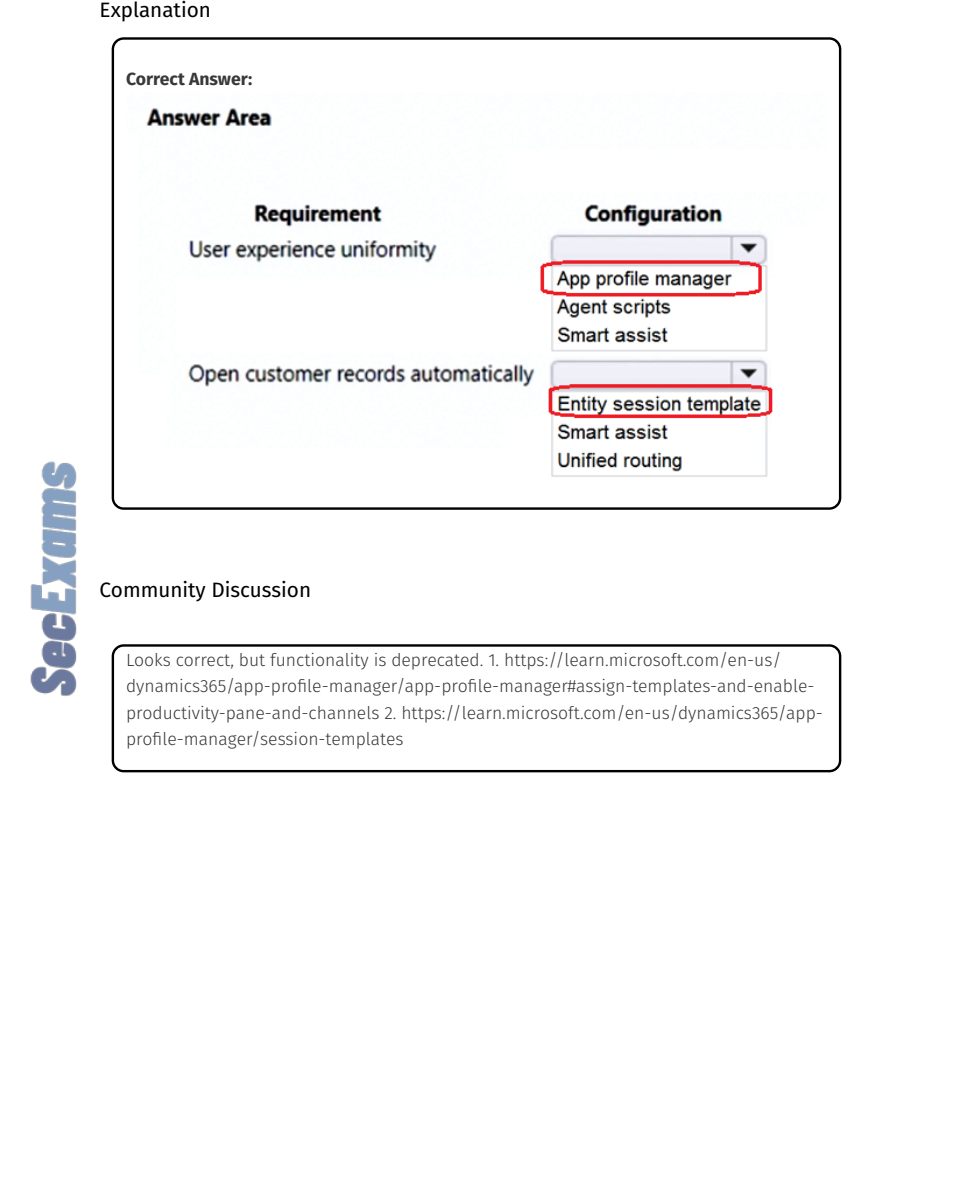 Explanation
Correct Answer:
Answer Area
Requirement Configuration
User experience uniformity
App profile manager
Agent scripts
Smart assist
Open customer records automatically
Entity session template
Smart assist
Unified routing
SecExams
Community Discussion
Looks correct, but functionality is deprecated. 1. https://learn.microsoft.com/en-us/
dynamics365/app-profile-manager/app-profile-manager#assign-templates-and-enable-
productivity-pane-and-channels 2. https://learn.microsoft.com/en-us/dynamics365/app-
profile-manager/session-templates